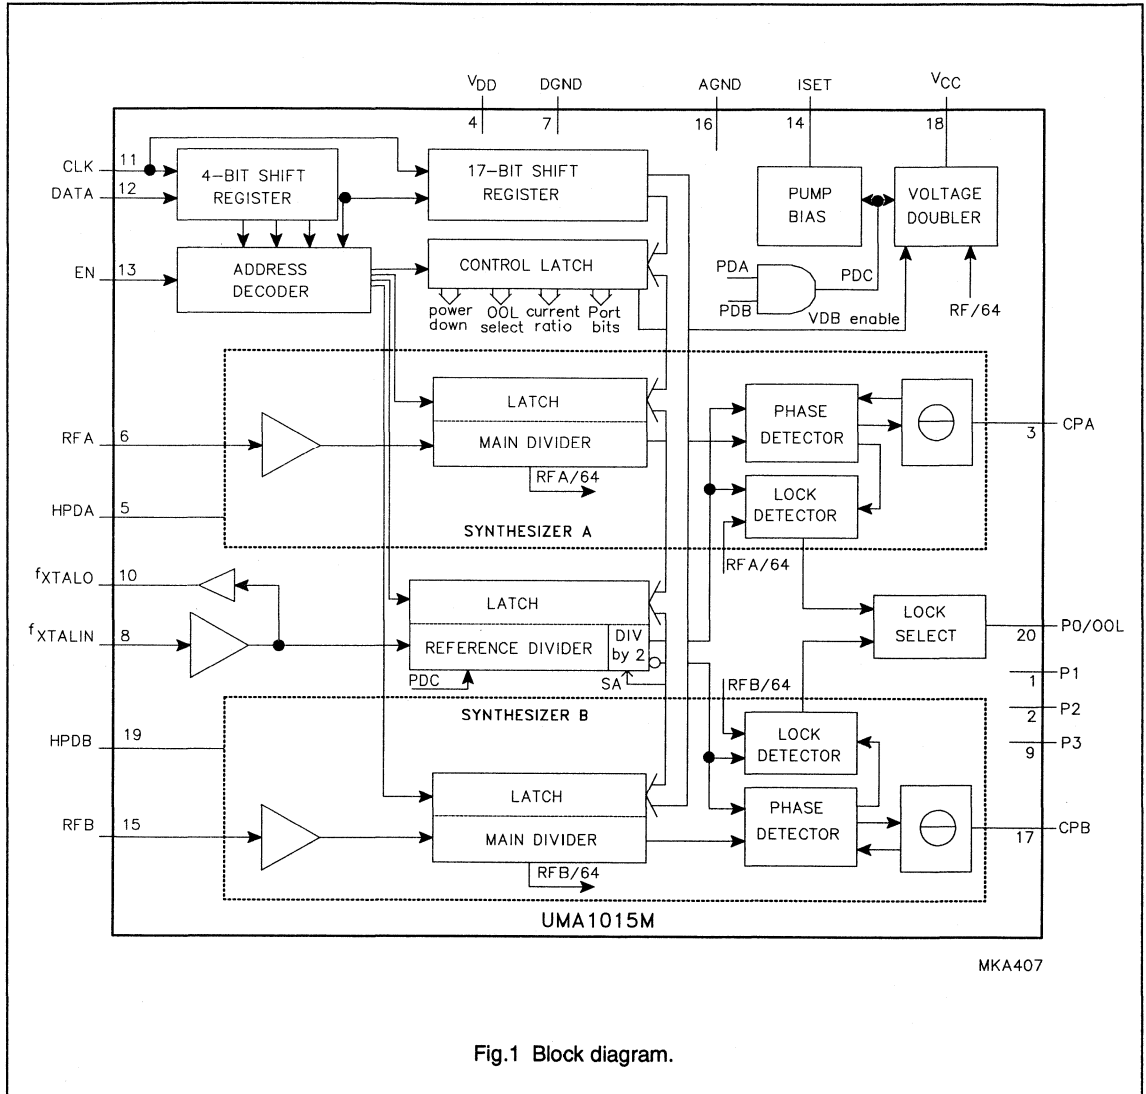 VDD DGND AGND ISET VCC
4 7 16 14 18
CLK 11
DATA 12
4-BIT SHIFT
REGISTER
17-BIT SHIFT
REGISTER
PUMP
BIAS
VOLTAGE
DOUBLER
EN 13
ADDRESS
DECODER
CONTROL LATCH
power
down
OOL
select
current
ratio
Port
bits
PDA
PDB
PDC
VDB enable
RF/64
RFA 6
LATCH
MAIN DIVIDER
RFA/64
PHASE
DETECTOR
3 CPA
HPDA 5
SYNTHESIZER A
LOCK
DETECTOR
RFA/64
fXTALO 10
fXTALIN 8
LATCH
REFERENCE DIVIDER
DIV
by 2
PDC
SA
LOCK
SELECT
20 P0/OOL
1 P1
2 P2
9 P3
RFB/64
SYNTHESIZER B
HPDB 19
LOCK
DETECTOR
RFB 15
LATCH
MAIN DIVIDER
RFB/64
PHASE
DETECTOR
17 CPB
UMA1015M
MKA407
Fig.1 Block diagram.